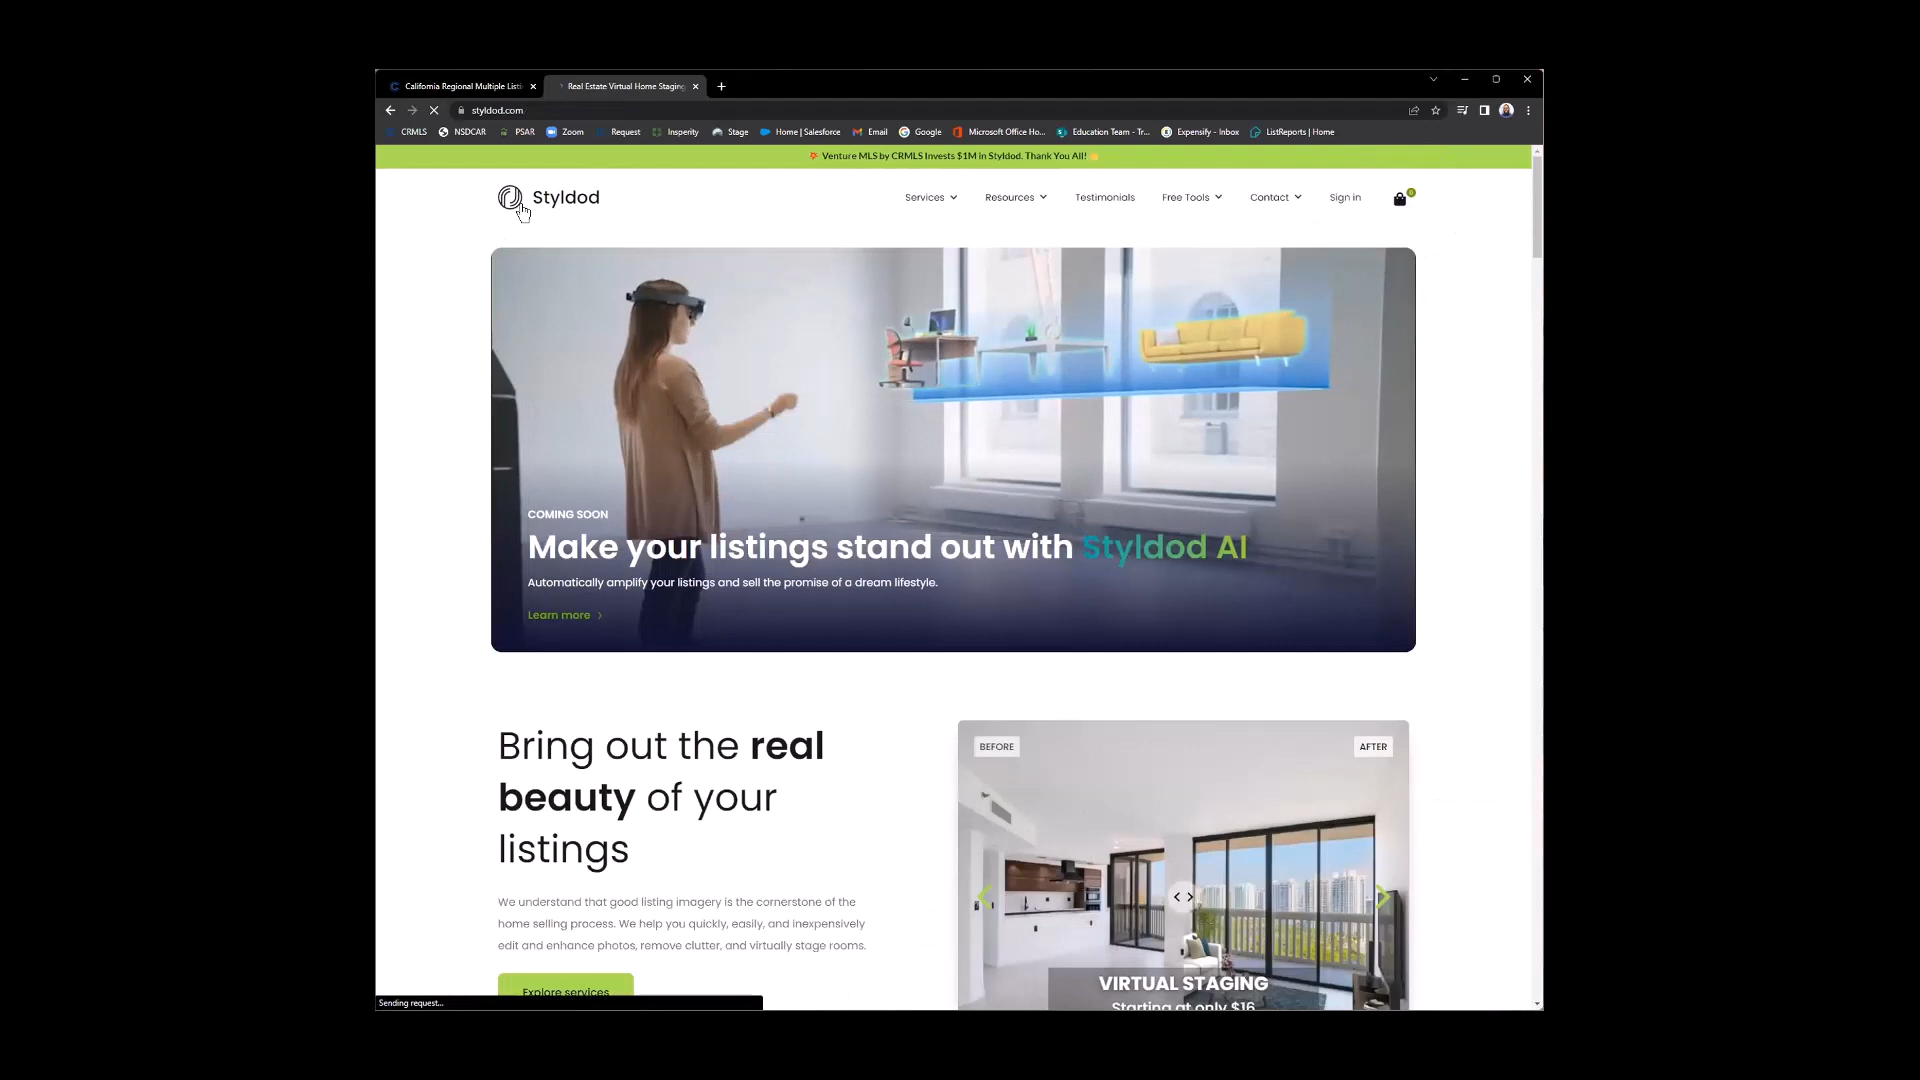 California Regional Multiple Listi
Real Estate Virtual Home Staging
styldod.com
CRMLS
NSDCAR
PSAR
Zoom
Request
Insperity
Stage
Home | Salesforce
Email
Google
Microsoft Office Ho...
Education Team - Tr...
Expensify - Inbox
ListReports | Home
Venture MLS by CRMLS Invests $1M in Styldod. Thank You All!
Styldod
Services
Resources
Testimonials
Free Tools
Contact
Sign in
0
COMING SOON
Make your listings stand out with Styldod AI
Automatically amplify your listings and sell the promise of a dream lifestyle.
Learn more
Bring out the real
beauty of your
listings
We understand that good listing imagery is the cornerstone of the
home selling process. We help you quickly, easily, and inexpensively
edit and enhance photos, remove clutter, and virtually stage rooms.
Explore services
BEFORE
AFTER
VIRTUAL STAGING
Starting at only $16
Sending request...